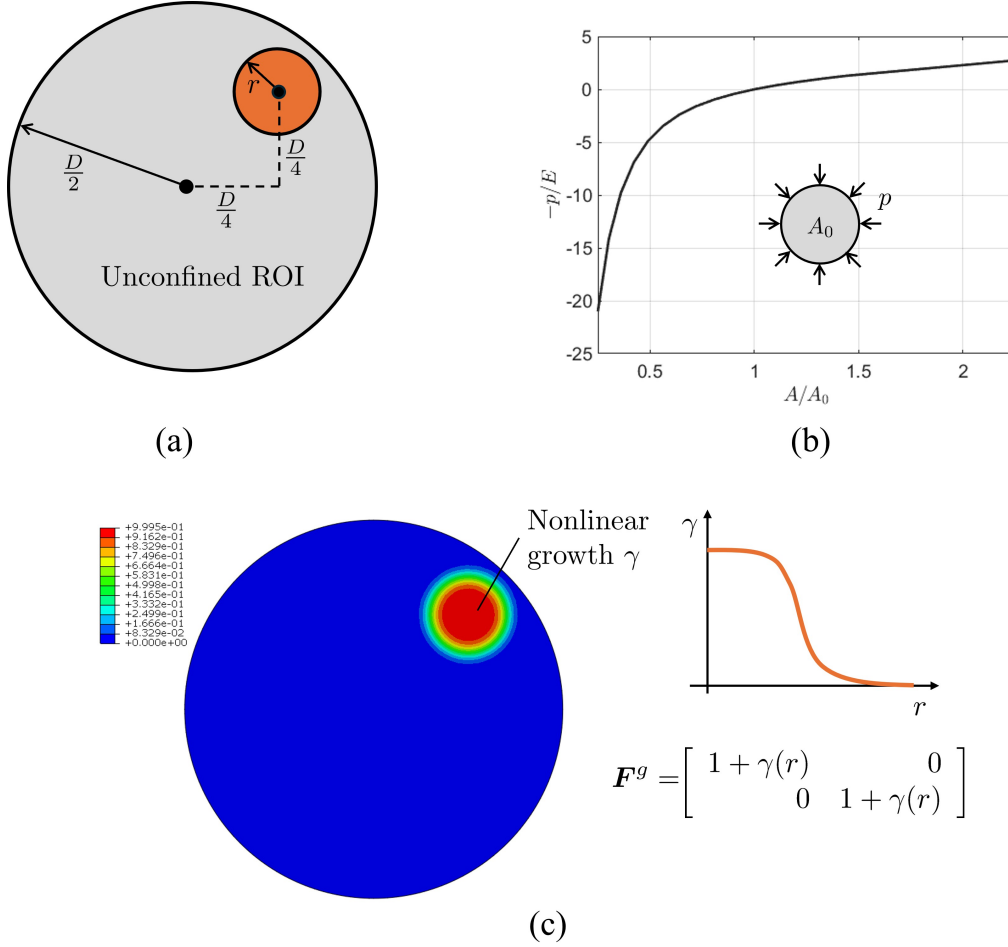 r
D/2
D/4
D/4
Unconfined ROI
(a)
5
0
-5
-10
-15
-20
-25
0.5
1
1.5
2
−p/E
A/A₀
p
A₀
(b)
+9.995e-01
+9.162e-01
+8.329e-01
+7.496e-01
+6.664e-01
+5.831e-01
+4.998e-01
+4.165e-01
+3.332e-01
+2.499e-01
+1.666e-01
+8.329e-02
+0.000e+00
Nonlinear
growth γ
γ
r
F^g = [ 1 + γ(r) 0
0 1 + γ(r) ]
(c)